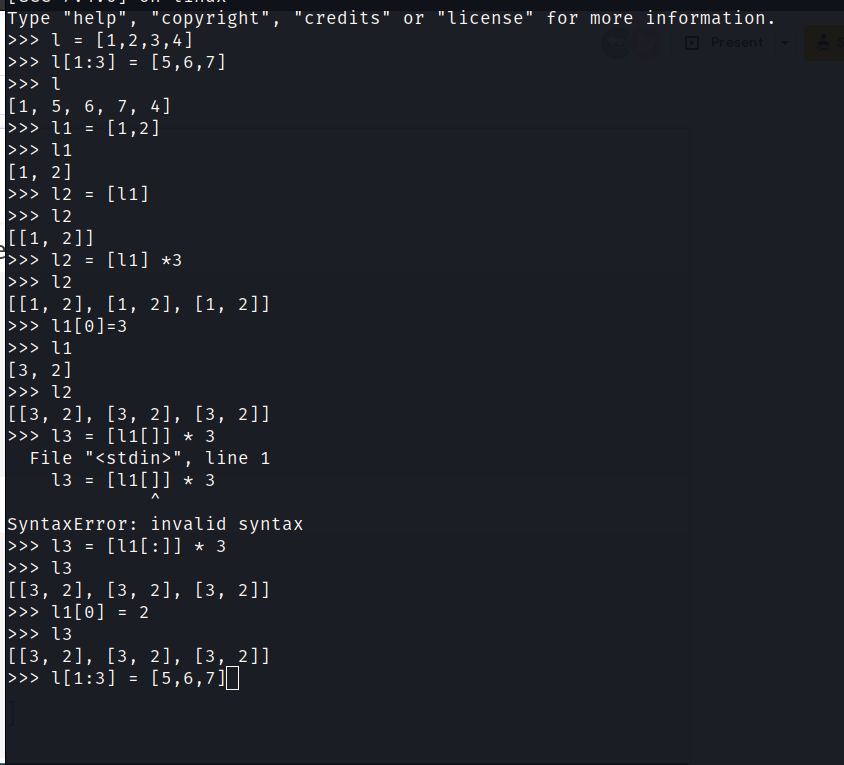 Type "help", "copyright", "credits" or "license" for more information.
>>> l = [1,2,3,4]
Present
>>> l[1:3] = [5,6,7]
>>> l
[1, 5, 6, 7, 4]
>>> l1 = [1,2]
>>> l1
[1, 2]
>>> l2 = [l1]
>>> l2
[[1, 2]]
>>> l2 = [l1] *3
>>> l2
[[1, 2], [1, 2], [1, 2]]
>>> l1[0]=3
>>> l1
[3, 2]
>>> l2
[[3, 2], [3, 2], [3, 2]]
>>> l3 = [l1[]] * 3
  File "<stdin>", line 1
    l3 = [l1[]] * 3
             ^
SyntaxError: invalid syntax
>>> l3 = [l1[:]] * 3
>>> l3
[[3, 2], [3, 2], [3, 2]]
>>> l1[0] = 2
>>> l3
[[3, 2], [3, 2], [3, 2]]
>>> l[1:3] = [5,6,7]